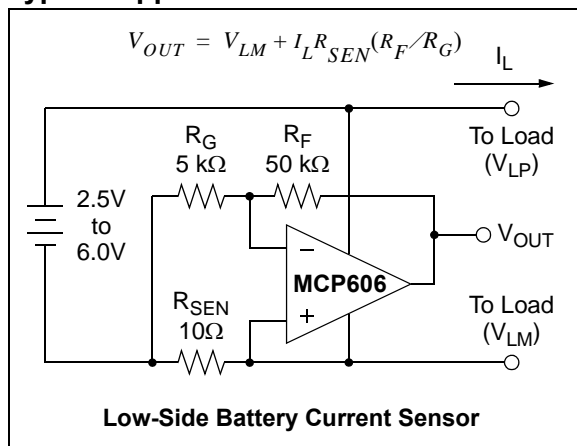 V_OUT = V_LM + I_L R_SEN (R_F ⁄ R_G)
I_L
R_G
5 kΩ
R_F
50 kΩ
To Load
(V_LP)
2.5V
to
6.0V
V_OUT
−
MCP606
+
R_SEN
10Ω
To Load
(V_LM)
Low-Side Battery Current Sensor